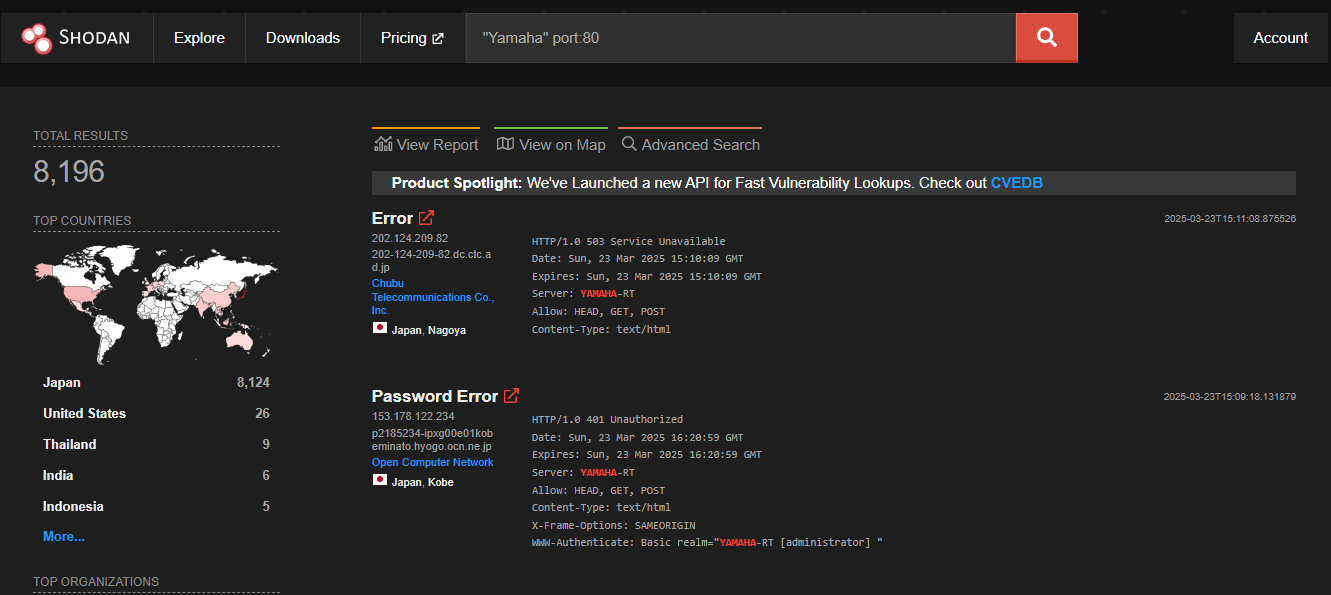 SHODAN
Explore
Downloads
Pricing
"Yamaha" port:80
Account
TOTAL RESULTS
8,196
TOP COUNTRIES
Japan 8,124
United States 26
Thailand 9
India 6
Indonesia 5
More...
TOP ORGANIZATIONS
View Report
View on Map
Advanced Search
Product Spotlight: We've Launched a new API for Fast Vulnerability Lookups. Check out CVEDB
Error
2025-03-23T15:11:08.875526
202.124.209.82
202-124-209-82.dc.ctc.a
d.jp
Chubu
Telecommunications Co.,
Inc.
Japan, Nagoya
HTTP/1.0 503 Service Unavailable
Date: Sun, 23 Mar 2025 15:10:09 GMT
Expires: Sun, 23 Mar 2025 15:10:09 GMT
Server: YAMAHA-RT
Allow: HEAD, GET, POST
Content-Type: text/html
Password Error
2025-03-23T15:09:18.131879
153.178.122.234
p2185234-ipxg00e01kob
eminato.hyogo.ocn.ne.jp
Open Computer Network
Japan, Kobe
HTTP/1.0 401 Unauthorized
Date: Sun, 23 Mar 2025 16:20:59 GMT
Expires: Sun, 23 Mar 2025 16:20:59 GMT
Server: YAMAHA-RT
Allow: HEAD, GET, POST
Content-Type: text/html
X-Frame-Options: SAMEORIGIN
WWW-Authenticate: Basic realm="YAMAHA-RT [administrator] "